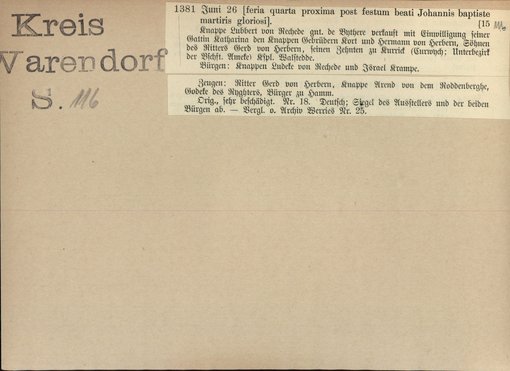 Kreis
Warendorf
S. 116
1381 Juni 26 [feria quarta proxima post festum beati Johannis baptiste
martiris gloriosi]. [15
Knappe Lubbert von Rechede gnt. de Bythere verkauft mit Einwilligung seiner
Gattin Katharina den Knappen Gebrüdern Kort und Hermann von Herbern, Söhnen
des Ritters Gerd von Herbern, seinen Zehnten zu Kurrick (Curwych; Unterbezirk
der Bschft. Ameke) Kspl. Walstedde.
Bürgen: Knappen Ludeke von Rechede und Israel Krampe.
Zeugen: Ritter Gerd von Herbern, Knappe Arend von dem Roddenberghe,
Godeke des Ryghters, Bürger zu Hamm.
Orig., sehr beschädigt. Nr. 18. Deutsch; Siegel des Ausstellers und der beiden
Bürgen ab. — Vergl. o. Archiv Werries Nr. 25.